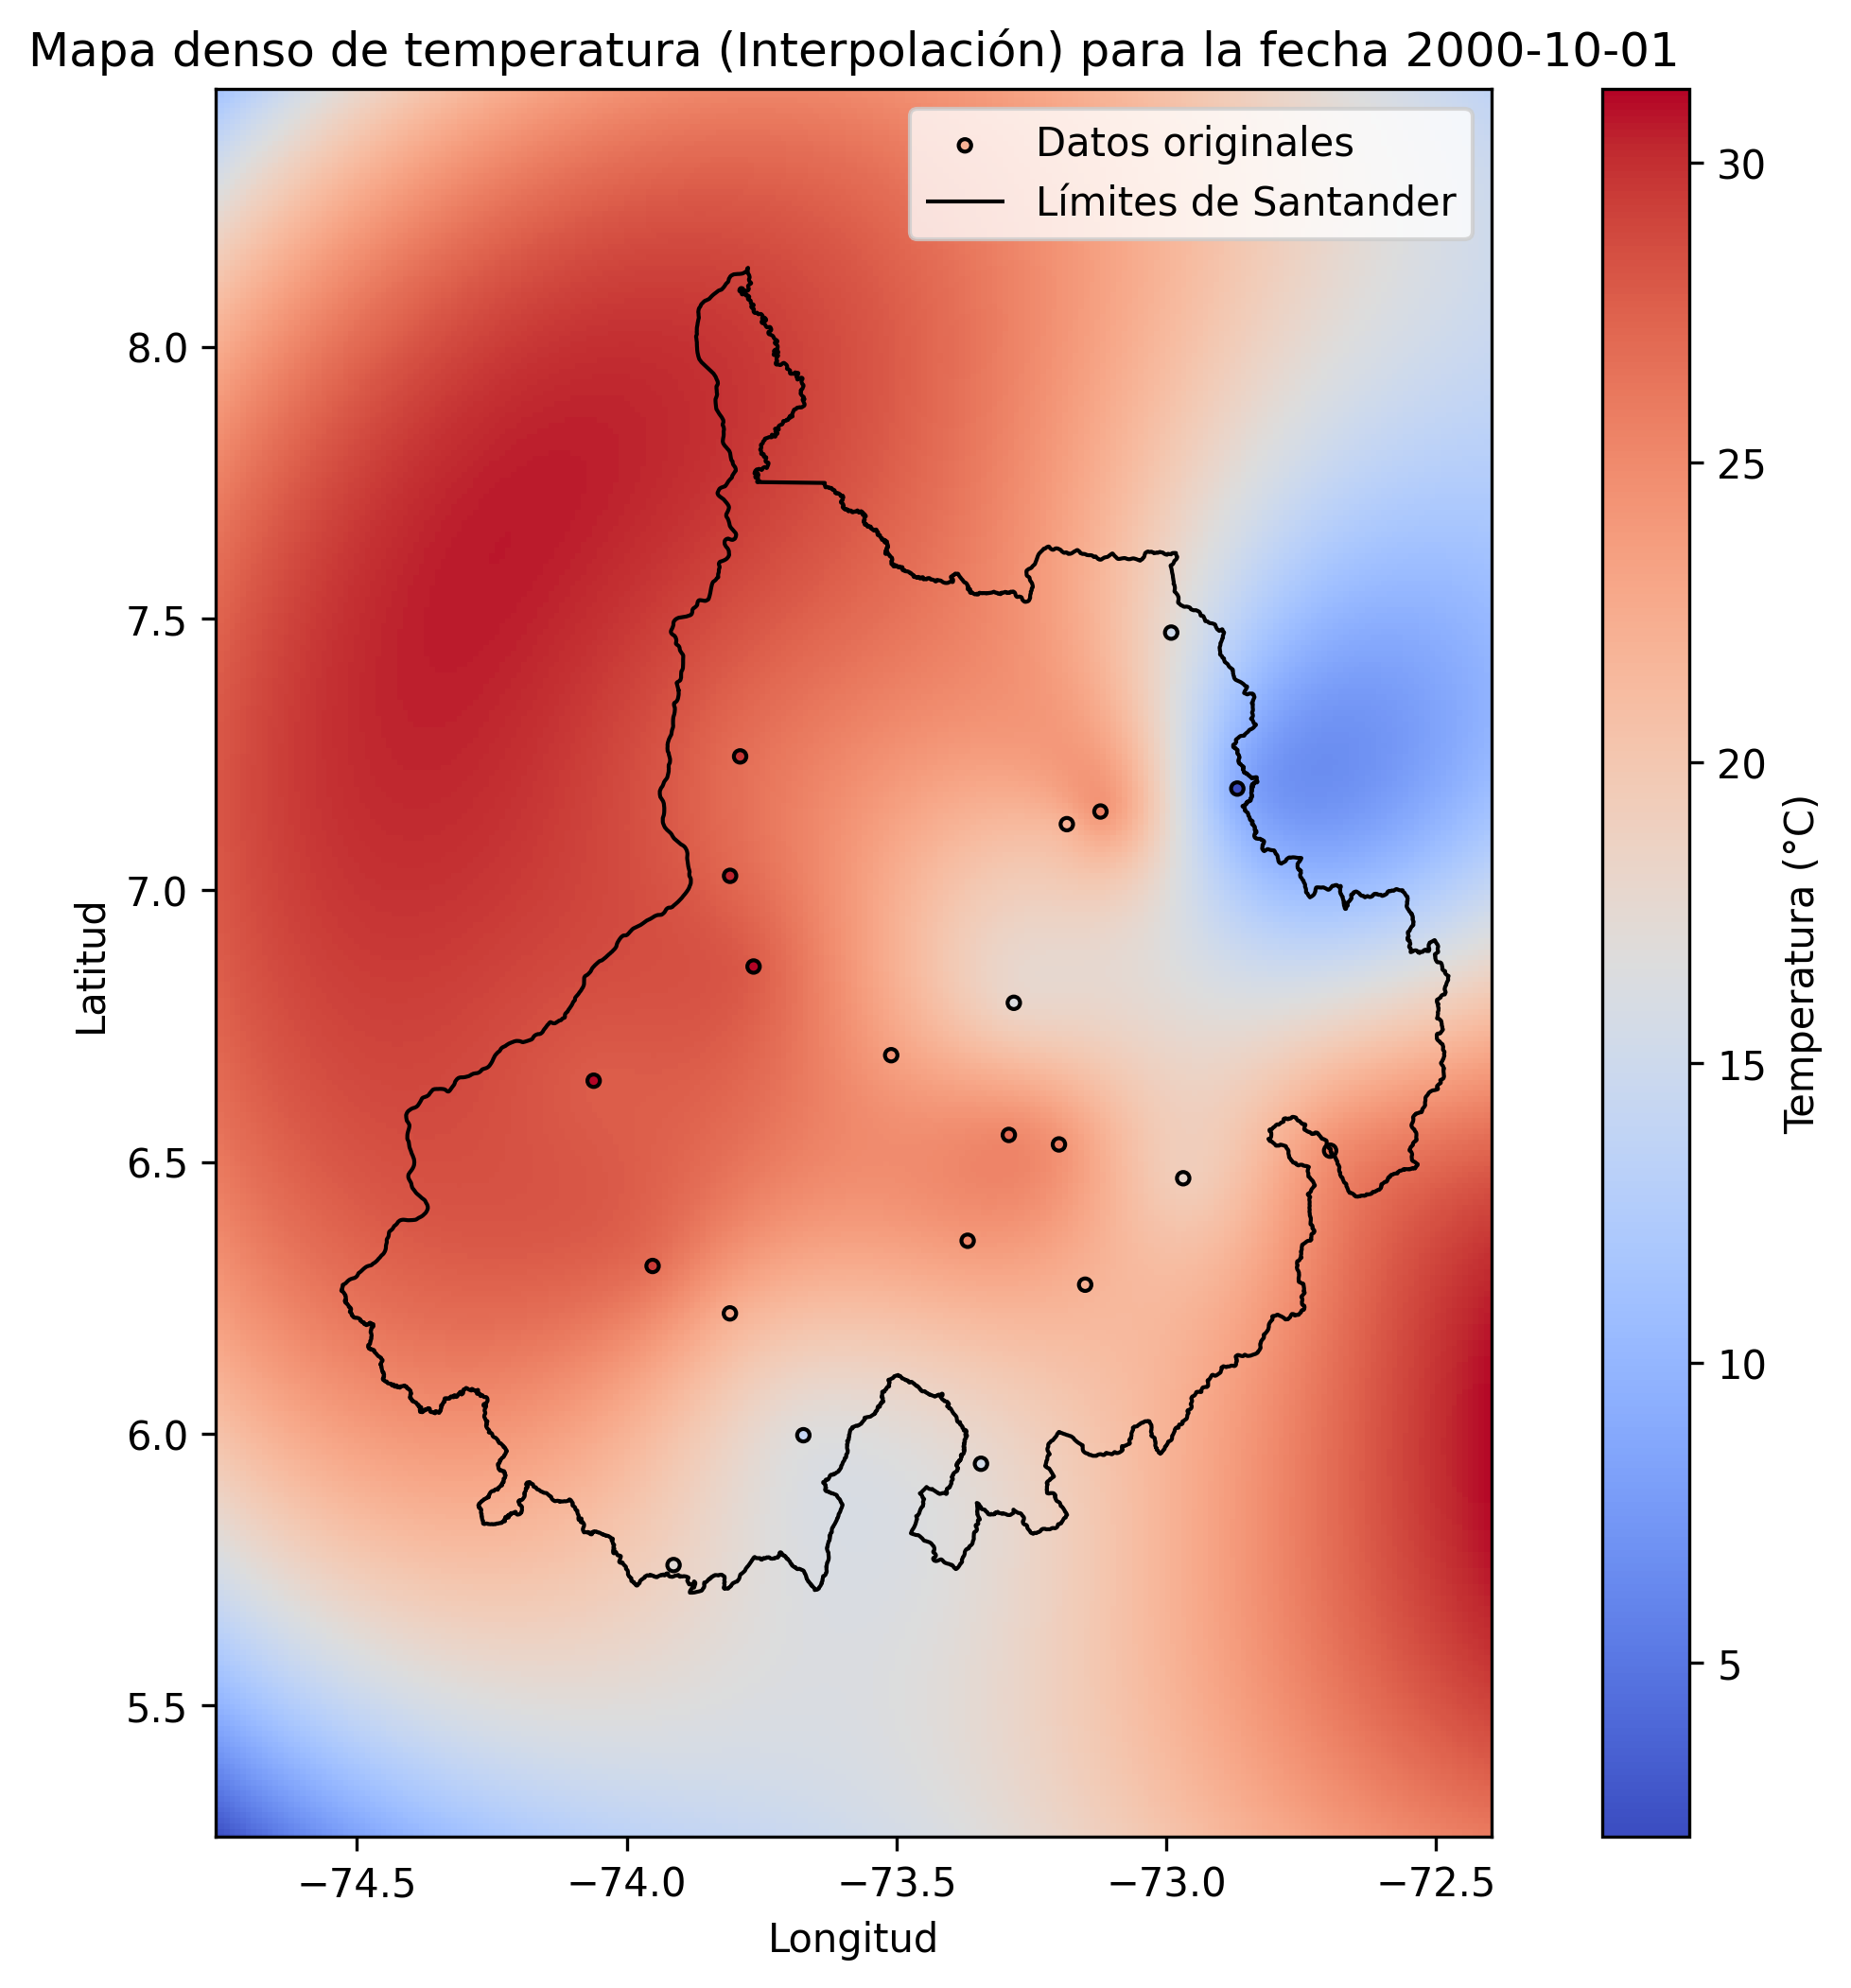 Mapa denso de temperatura (Interpolación) para la fecha 2000-10-01
Datos originales
Límites de Santander
8.0
7.5
7.0
6.5
6.0
5.5
Latitud
−74.5
−74.0
−73.5
−73.0
−72.5
Longitud
30
25
20
15
10
5
Temperatura (°C)